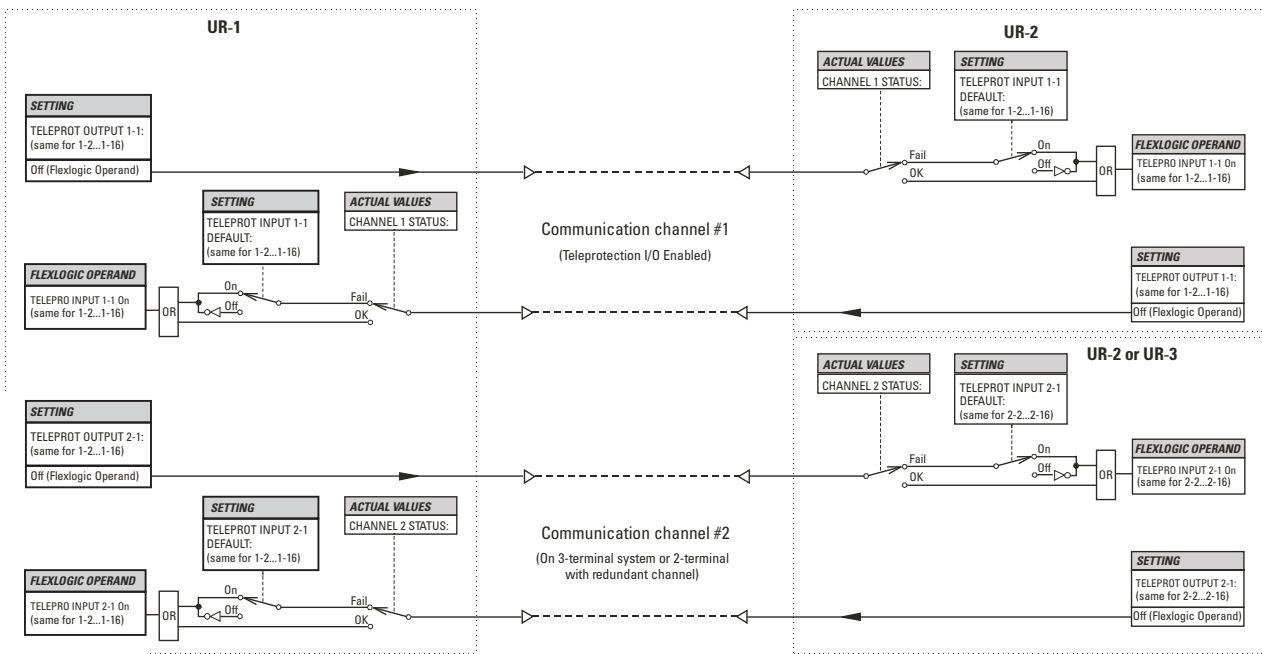 UR-1
SETTING
TELEPROT OUTPUT 1-1:
(same for 1-2...1-16)
Off (Flexlogic Operand)
SETTING
TELEPROT INPUT 1-1
DEFAULT:
(same for 1-2...1-16)
ACTUAL VALUES
CHANNEL 1 STATUS:
FLEXLOGIC OPERAND
TELEPRO INPUT 1-1 On
(same for 1-2...1-16)
OR
On
Off
Fail
OK
Communication channel #1
(Teleprotection I/O Enabled)
UR-2
ACTUAL VALUES
CHANNEL 1 STATUS:
SETTING
TELEPROT INPUT 1-1
DEFAULT:
(same for 1-2...1-16)
Fail
OK
On
Off
OR
FLEXLOGIC OPERAND
TELEPRO INPUT 1-1 On
(same for 1-2...1-16)
SETTING
TELEPROT OUTPUT 1-1:
(same for 1-2...1-16)
Off (Flexlogic Operand)
SETTING
TELEPROT OUTPUT 2-1:
(same for 1-2...1-16)
Off (Flexlogic Operand)
SETTING
TELEPROT INPUT 2-1
DEFAULT:
(same for 1-2...1-16)
ACTUAL VALUES
CHANNEL 2 STATUS:
FLEXLOGIC OPERAND
TELEPRO INPUT 2-1 On
(same for 1-2...1-16)
OR
On
Off
Fail
OK
Communication channel #2
(On 3-terminal system or 2-terminal
with redundant channel)
UR-2 or UR-3
ACTUAL VALUES
CHANNEL 2 STATUS:
SETTING
TELEPROT INPUT 2-1
DEFAULT:
(same for 2-2...2-16)
Fail
OK
On
Off
OR
FLEXLOGIC OPERAND
TELEPRO INPUT 2-1 On
(same for 2-2...2-16)
SETTING
TELEPROT OUTPUT 2-1:
(same for 2-2...2-16)
Off (Flexlogic Operand)